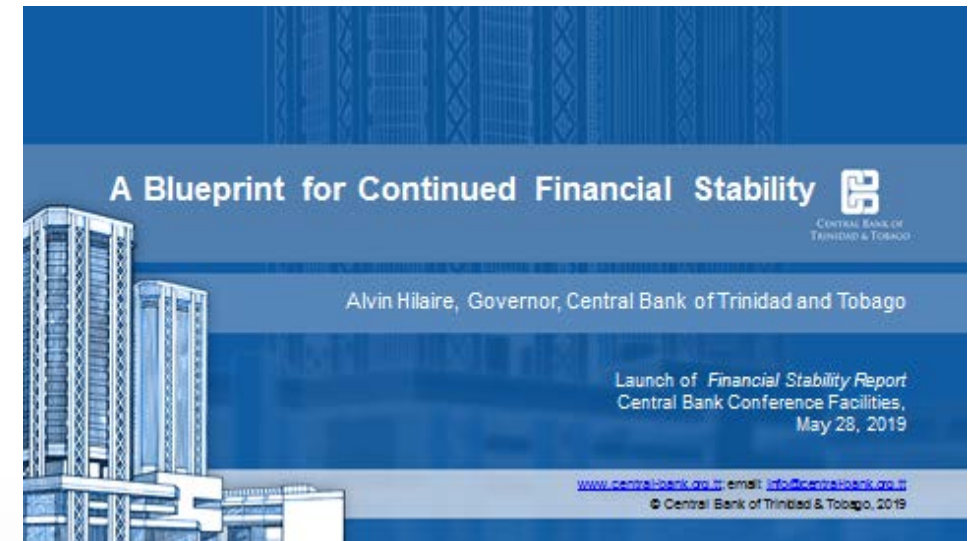 A Blueprint for Continued Financial Stability
CENTRAL BANK OF
TRINIDAD & TOBAGO
Alvin Hilaire, Governor, Central Bank of Trinidad and Tobago
Launch of Financial Stability Report
Central Bank Conference Facilities,
May 28, 2019
www.central-bank.org.tt; email: info@central-bank.org.tt
© Central Bank of Trinidad & Tobago, 2019